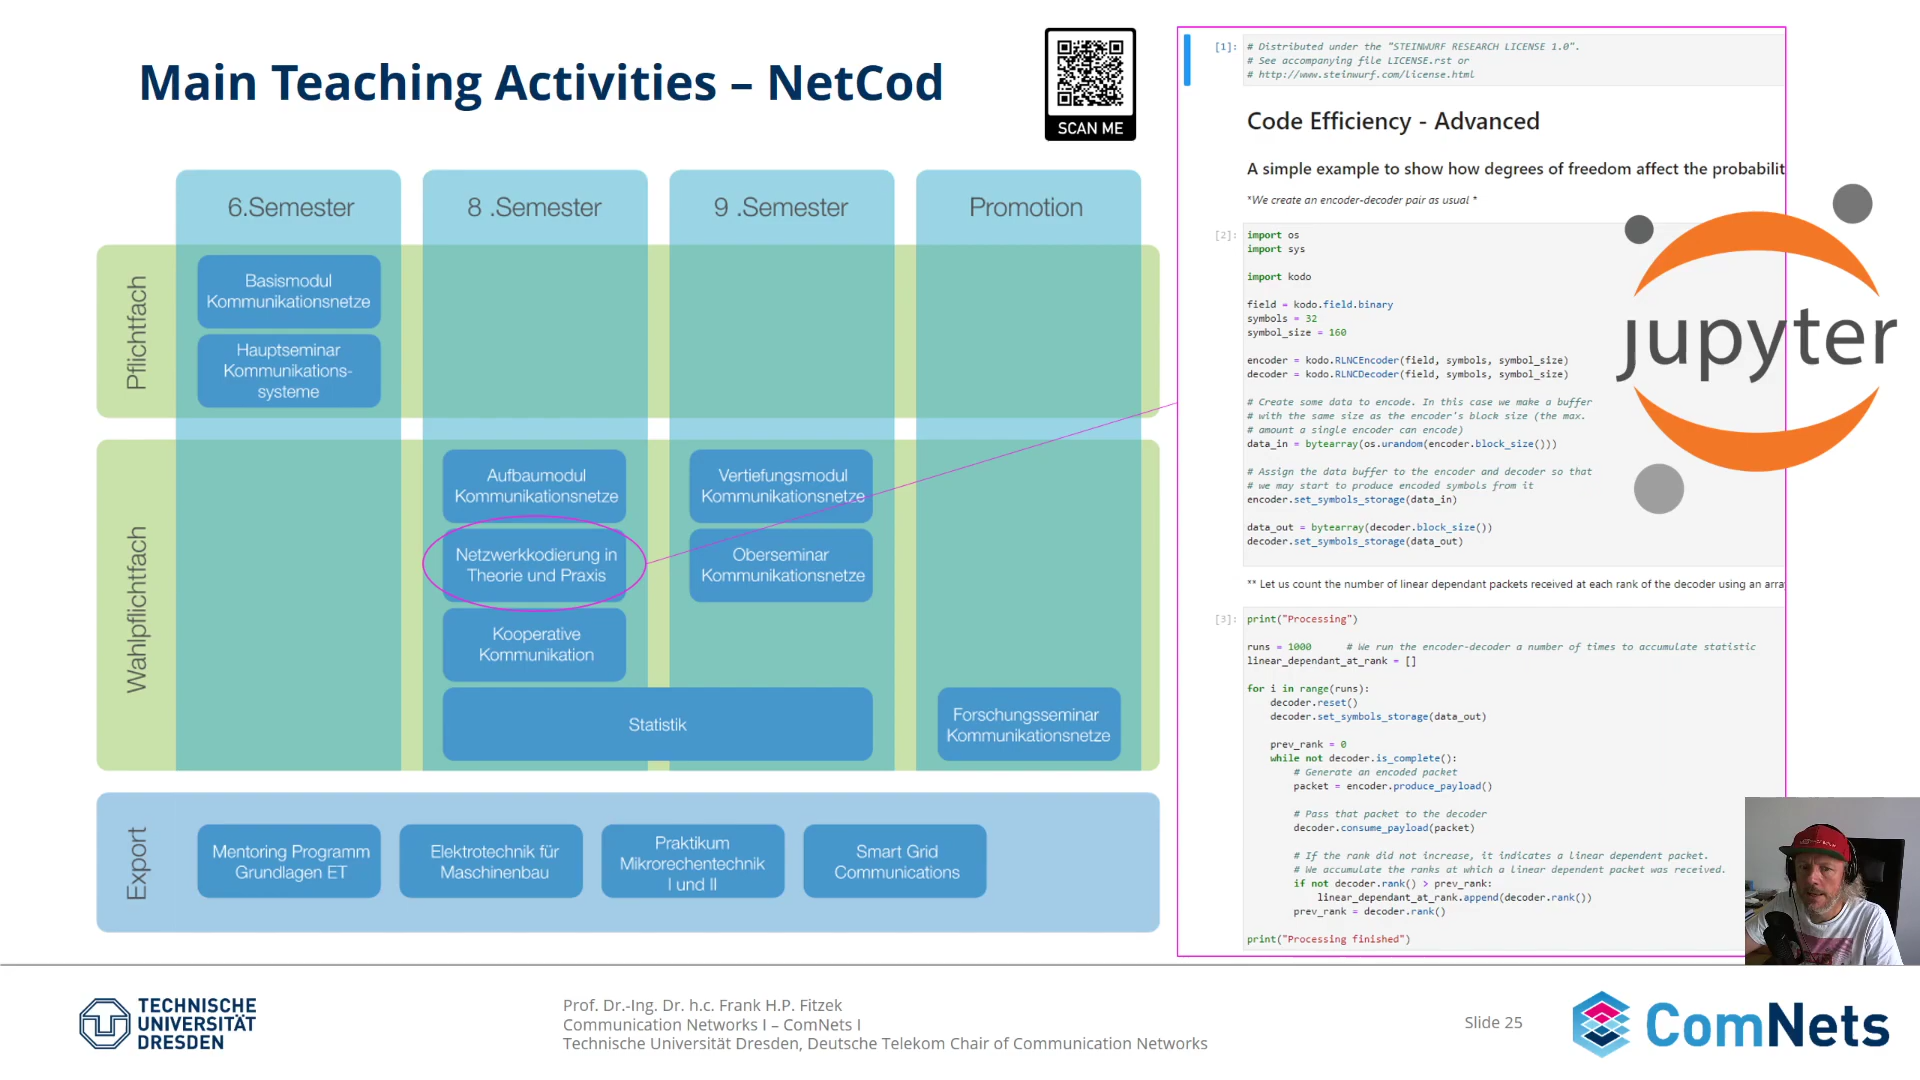 Main Teaching Activities – NetCod
SCAN ME
6.Semester
8 .Semester
9 .Semester
Promotion
Pflichtfach
Basismodul
Kommunikationsnetze
Hauptseminar
Kommunikations-
systeme
Wahlpflichtfach
Aufbaumodul
Kommunikationsnetze
Vertiefungsmodul
Kommunikationsnetze
Netzwerkkodierung in
Theorie und Praxis
Oberseminar
Kommunikationsnetze
Kooperative
Kommunikation
Statistik
Forschungsseminar
Kommunikationsnetze
Export
Mentoring Programm
Grundlagen ET
Elektrotechnik für
Maschinenbau
Praktikum
Mikrorechentechnik
I und II
Smart Grid
Communications
[1]: # Distributed under the "STEINWURF RESEARCH LICENSE 1.0".
# See accompanying file LICENSE.rst or
# http://www.steinwurf.com/license.html
Code Efficiency - Advanced
A simple example to show how degrees of freedom affect the probabilit
*We create an encoder-decoder pair as usual *
[2]: import os
import sys
import kodo
field = kodo.field.binary
symbols = 32
symbol_size = 160
encoder = kodo.RLNCEncoder(field, symbols, symbol_size)
decoder = kodo.RLNCDecoder(field, symbols, symbol_size)
# Create some data to encode. In this case we make a buffer
# with the same size as the encoder's block size (the max.
# amount a single encoder can encode)
data_in = bytearray(os.urandom(encoder.block_size()))
# Assign the data buffer to the encoder and decoder so that
# we may start to produce encoded symbols from it
encoder.set_symbols_storage(data_in)
data_out = bytearray(decoder.block_size())
decoder.set_symbols_storage(data_out)
** Let us count the number of linear dependant packets received at each rank of the decoder using an arra
[3]: print("Processing")
runs = 1000 # We run the encoder-decoder a number of times to accumulate statistic
linear_dependant_at_rank = []
for i in range(runs):
decoder.reset()
decoder.set_symbols_storage(data_out)
prev_rank = 0
while not decoder.is_complete():
# Generate an encoded packet
packet = encoder.produce_payload()
# Pass that packet to the decoder
decoder.consume_payload(packet)
# If the rank did not increase, it indicates a linear dependent packet.
# We accumulate the ranks at which a linear dependent packet was received.
if not decoder.rank() > prev_rank:
linear_dependant_at_rank.append(decoder.rank())
prev_rank = decoder.rank()
print("Processing finished")
jupyter
TECHNISCHE
UNIVERSITÄT
DRESDEN
Prof. Dr.-Ing. Dr. h.c. Frank H.P. Fitzek
Communication Networks I – ComNets I
Technische Universität Dresden, Deutsche Telekom Chair of Communication Networks
Slide 25
ComNets